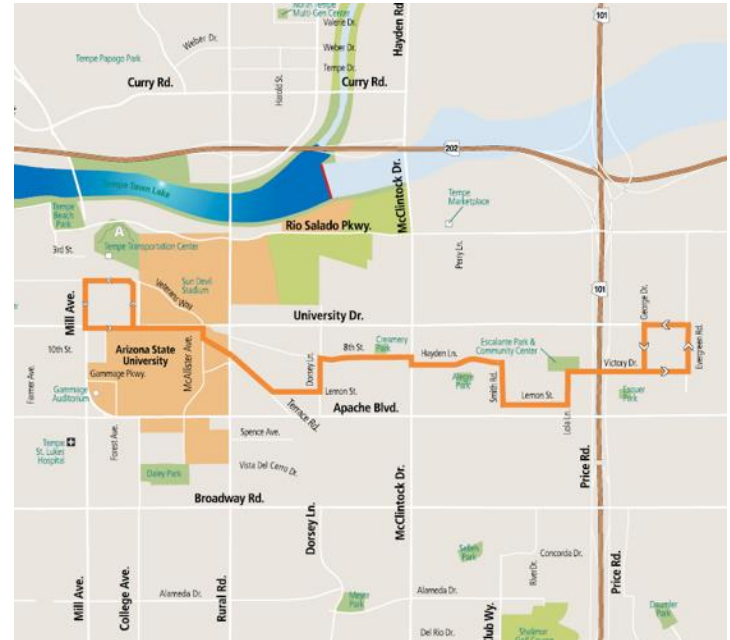 North Tempe
Multi-Gen Center
Valerie Dr.
Hayden Rd.
101
Weber Dr.
Weber Dr.
Tempe Papago Park
Tempe Dr.
Curry Rd.
Harold St.
Curry Rd.
202
Tempe Town Lake
McClintock Dr.
Tempe
Marketplace
Tempe
Beach
Park
Rio Salado Pkwy.
A
3rd St.
Tempe Transportation Center
Perry Ln.
Sun Devil
Stadium
Veterans Way
101
Mill Ave.
University Dr.
George Dr.
Evergreen Rd.
10th St.
Arizona State
University
McAllister Ave.
Dorsey Ln.
8th St.
Creamery
Park
Hayden Ln.
Escalante Park &
Community Center
Victory Dr.
Gammage Pkwy.
Farmer Ave.
Gammage
Auditorium
Lemon St.
Alegre
Park
Smith Rd.
Lemon St.
Esquer
Park
Apache Blvd.
Terrace Rd.
Lola Ln.
Tempe
St. Lukes
Hospital
Forest Ave.
Spence Ave.
Daley Park
Vista Del Cerro Dr.
Price Rd.
Broadway Rd.
Dorsey Ln.
McClintock Dr.
Selleh
Park
Concorda Dr.
River Dr.
Mill Ave.
College Ave.
Alameda Dr.
Rural Rd.
Meyer
Park
Alameda Dr.
Price Rd.
Daumler
Park
Club Wy.
Del Rio Dr.
Shalimar
Golf Course